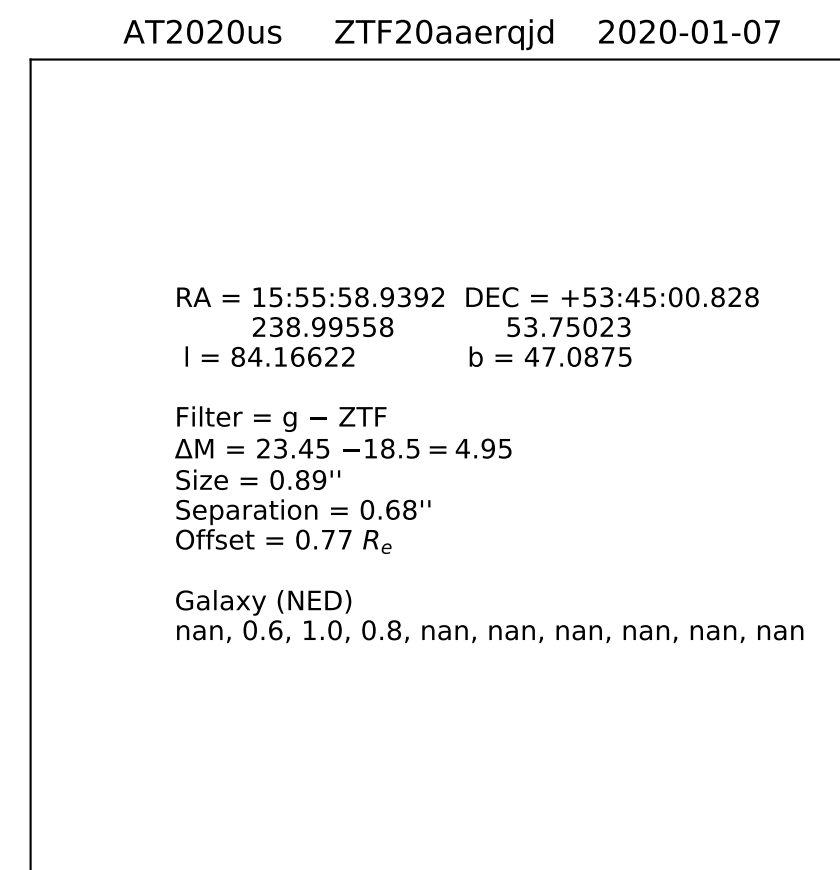 AT2020us ZTF20aaerqjd 2020-01-07
RA = 15:55:58.9392 DEC = +53:45:00.828
238.99558 53.75023
l = 84.16622 b = 47.0875
Filter = g − ZTF
ΔM = 23.45 −18.5 = 4.95
Size = 0.89''
Separation = 0.68''
Offset = 0.77 Re
Galaxy (NED)
nan, 0.6, 1.0, 0.8, nan, nan, nan, nan, nan, nan